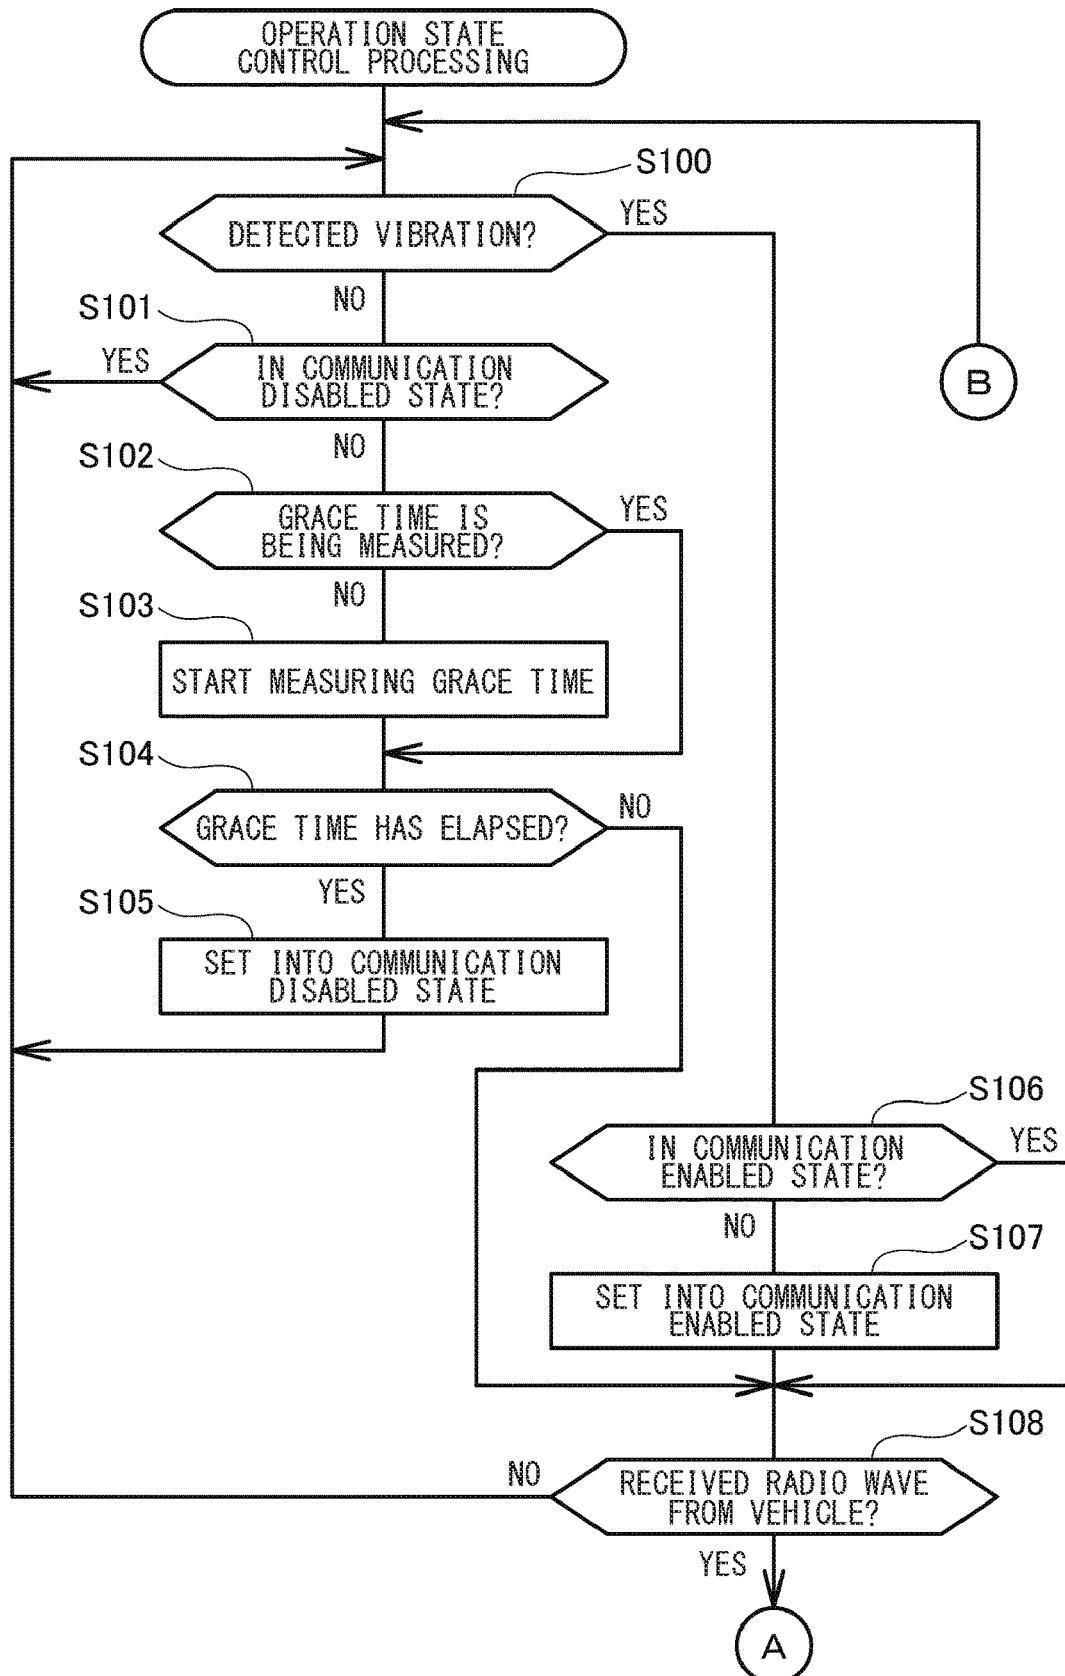 OPERATION STATE
CONTROL PROCESSING
S100
DETECTED VIBRATION?
YES
NO
S101
YES
IN COMMUNICATION
DISABLED STATE?
B
NO
S102
GRACE TIME IS
BEING MEASURED?
YES
NO
S103
START MEASURING GRACE TIME
S104
GRACE TIME HAS ELAPSED?
NO
YES
S105
SET INTO COMMUNICATION
DISABLED STATE
S106
IN COMMUNICATION
ENABLED STATE?
YES
NO
S107
SET INTO COMMUNICATION
ENABLED STATE
S108
NO
RECEIVED RADIO WAVE
FROM VEHICLE?
YES
A